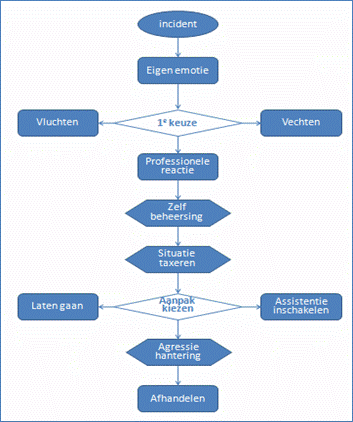 incident
Eigen emotie
Vluchten
1e keuze
Vechten
Professionele
reactie
Zelf
beheersing
Situatie
taxeren
Laten gaan
Aanpak
kiezen
Assistentie
inschakelen
Agressie
hantering
Afhandelen